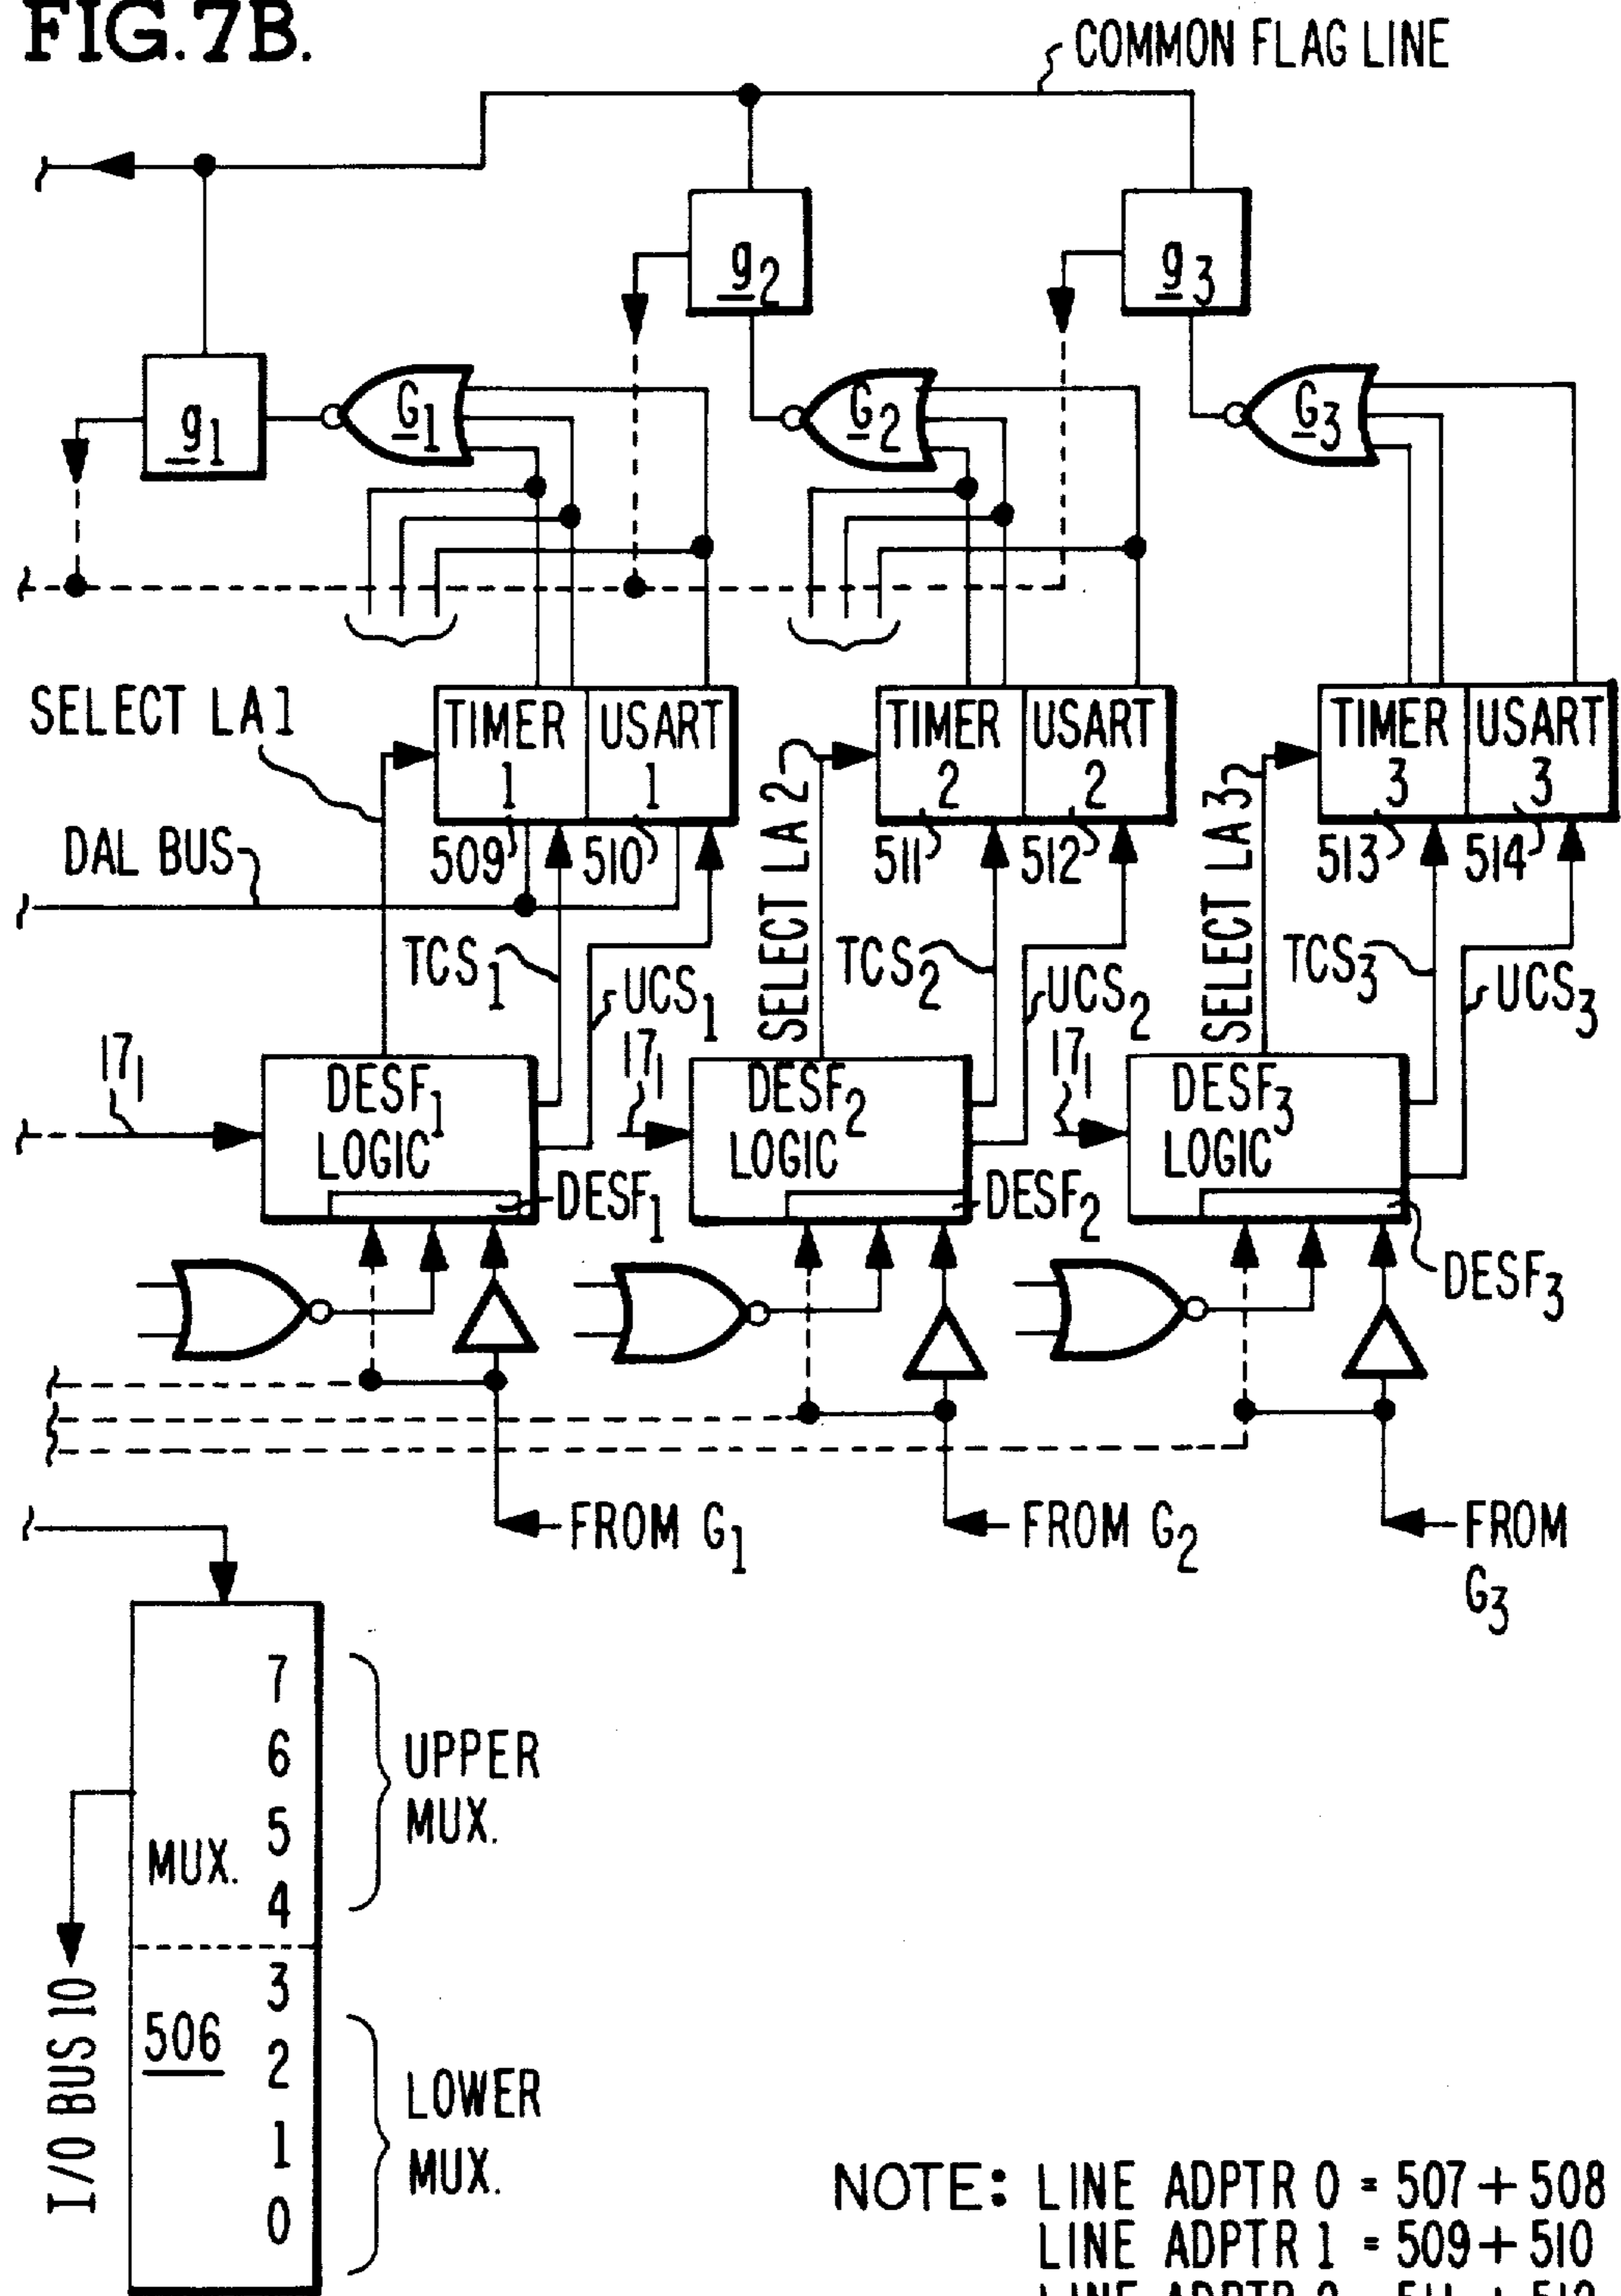 FIG. 7B.
COMMON FLAG LINE
g2
g3
g1
G1
G2
G3
SELECT LA1
TIMER 1
USART 1
SELECT LA 2
TIMER 2
USART 2
SELECT LA 3
TIMER 3
USART 3
509
510
511
512
513
514
DAL BUS
TCS1
UCS1
TCS2
UCS2
TCS3
UCS3
171
DESF1
LOGIC
171
DESF2
LOGIC
171
DESF3
LOGIC
DESF1
DESF2
DESF3
FROM G1
FROM G2
FROM
G3
7
6
5
4
MUX.
UPPER
MUX.
3
2
1
0
506
LOWER
MUX.
I/O BUS 10
NOTE: LINE ADPTR 0 = 507 + 508
LINE ADPTR 1 = 509 + 510